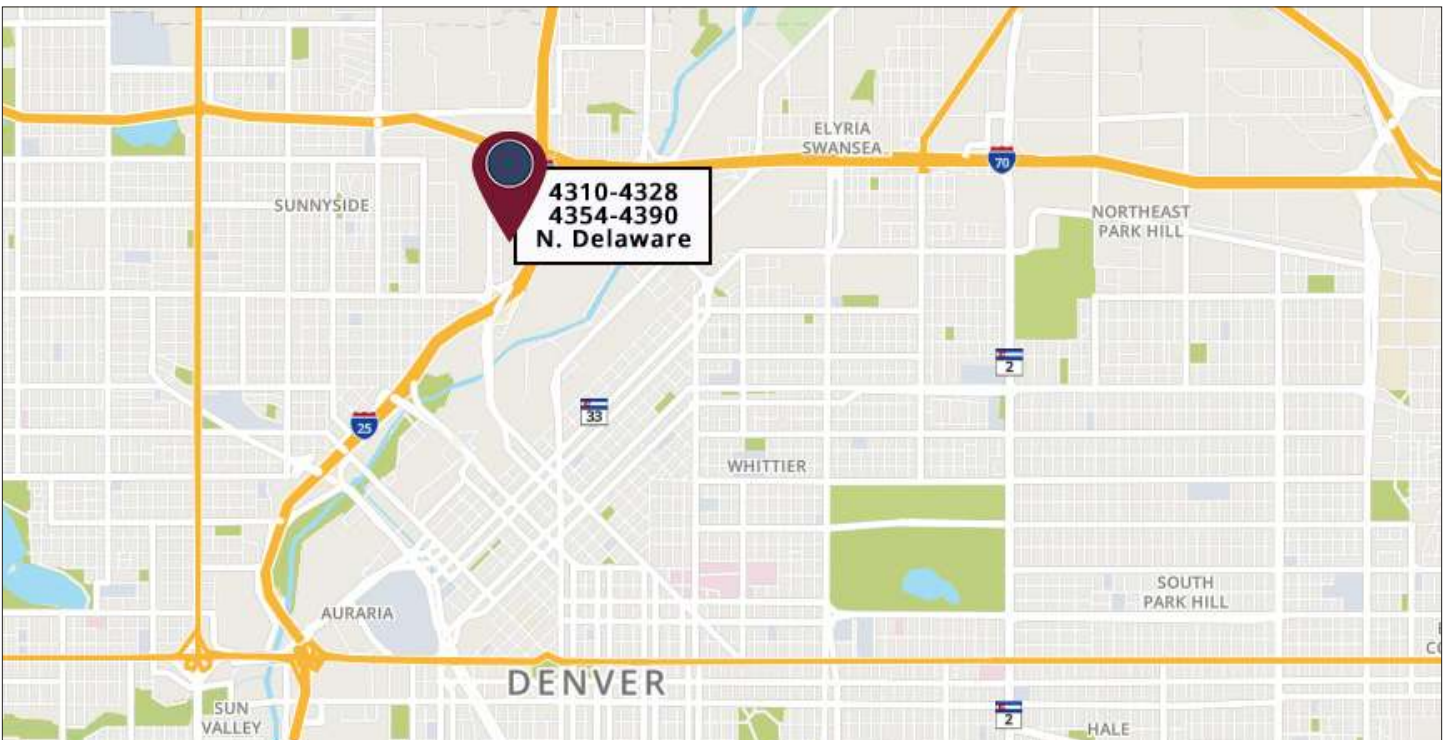 ELYRIA
SWANSEA
70
4310-4328
4354-4390
N. Delaware
SUNNYSIDE
NORTHEAST
PARK HILL
2
33
25
WHITTIER
SOUTH
PARK HILL
AURARIA
DENVER
SUN
VALLEY
2
HALE